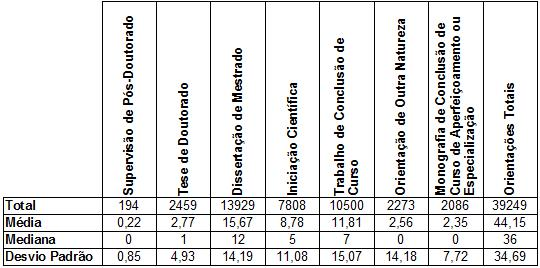 Supervisão de Pós-Doutorado
Tese de Doutorado
Dissertação de Mestrado
Iniciação Científica
Trabalho de Conclusão de
Curso
Orientação de Outra Natureza
Monografia de Conclusão de
Curso de Aperfeiçoamento ou
Especialização
Orientações Totais
Total 194 2459 13929 7808 10500 2273 2086 39249
Média 0,22 2,77 15,67 8,78 11,81 2,56 2,35 44,15
Mediana 0 1 12 5 7 0 0 36
Desvio Padrão 0,85 4,93 14,19 11,08 15,07 14,18 7,72 34,69